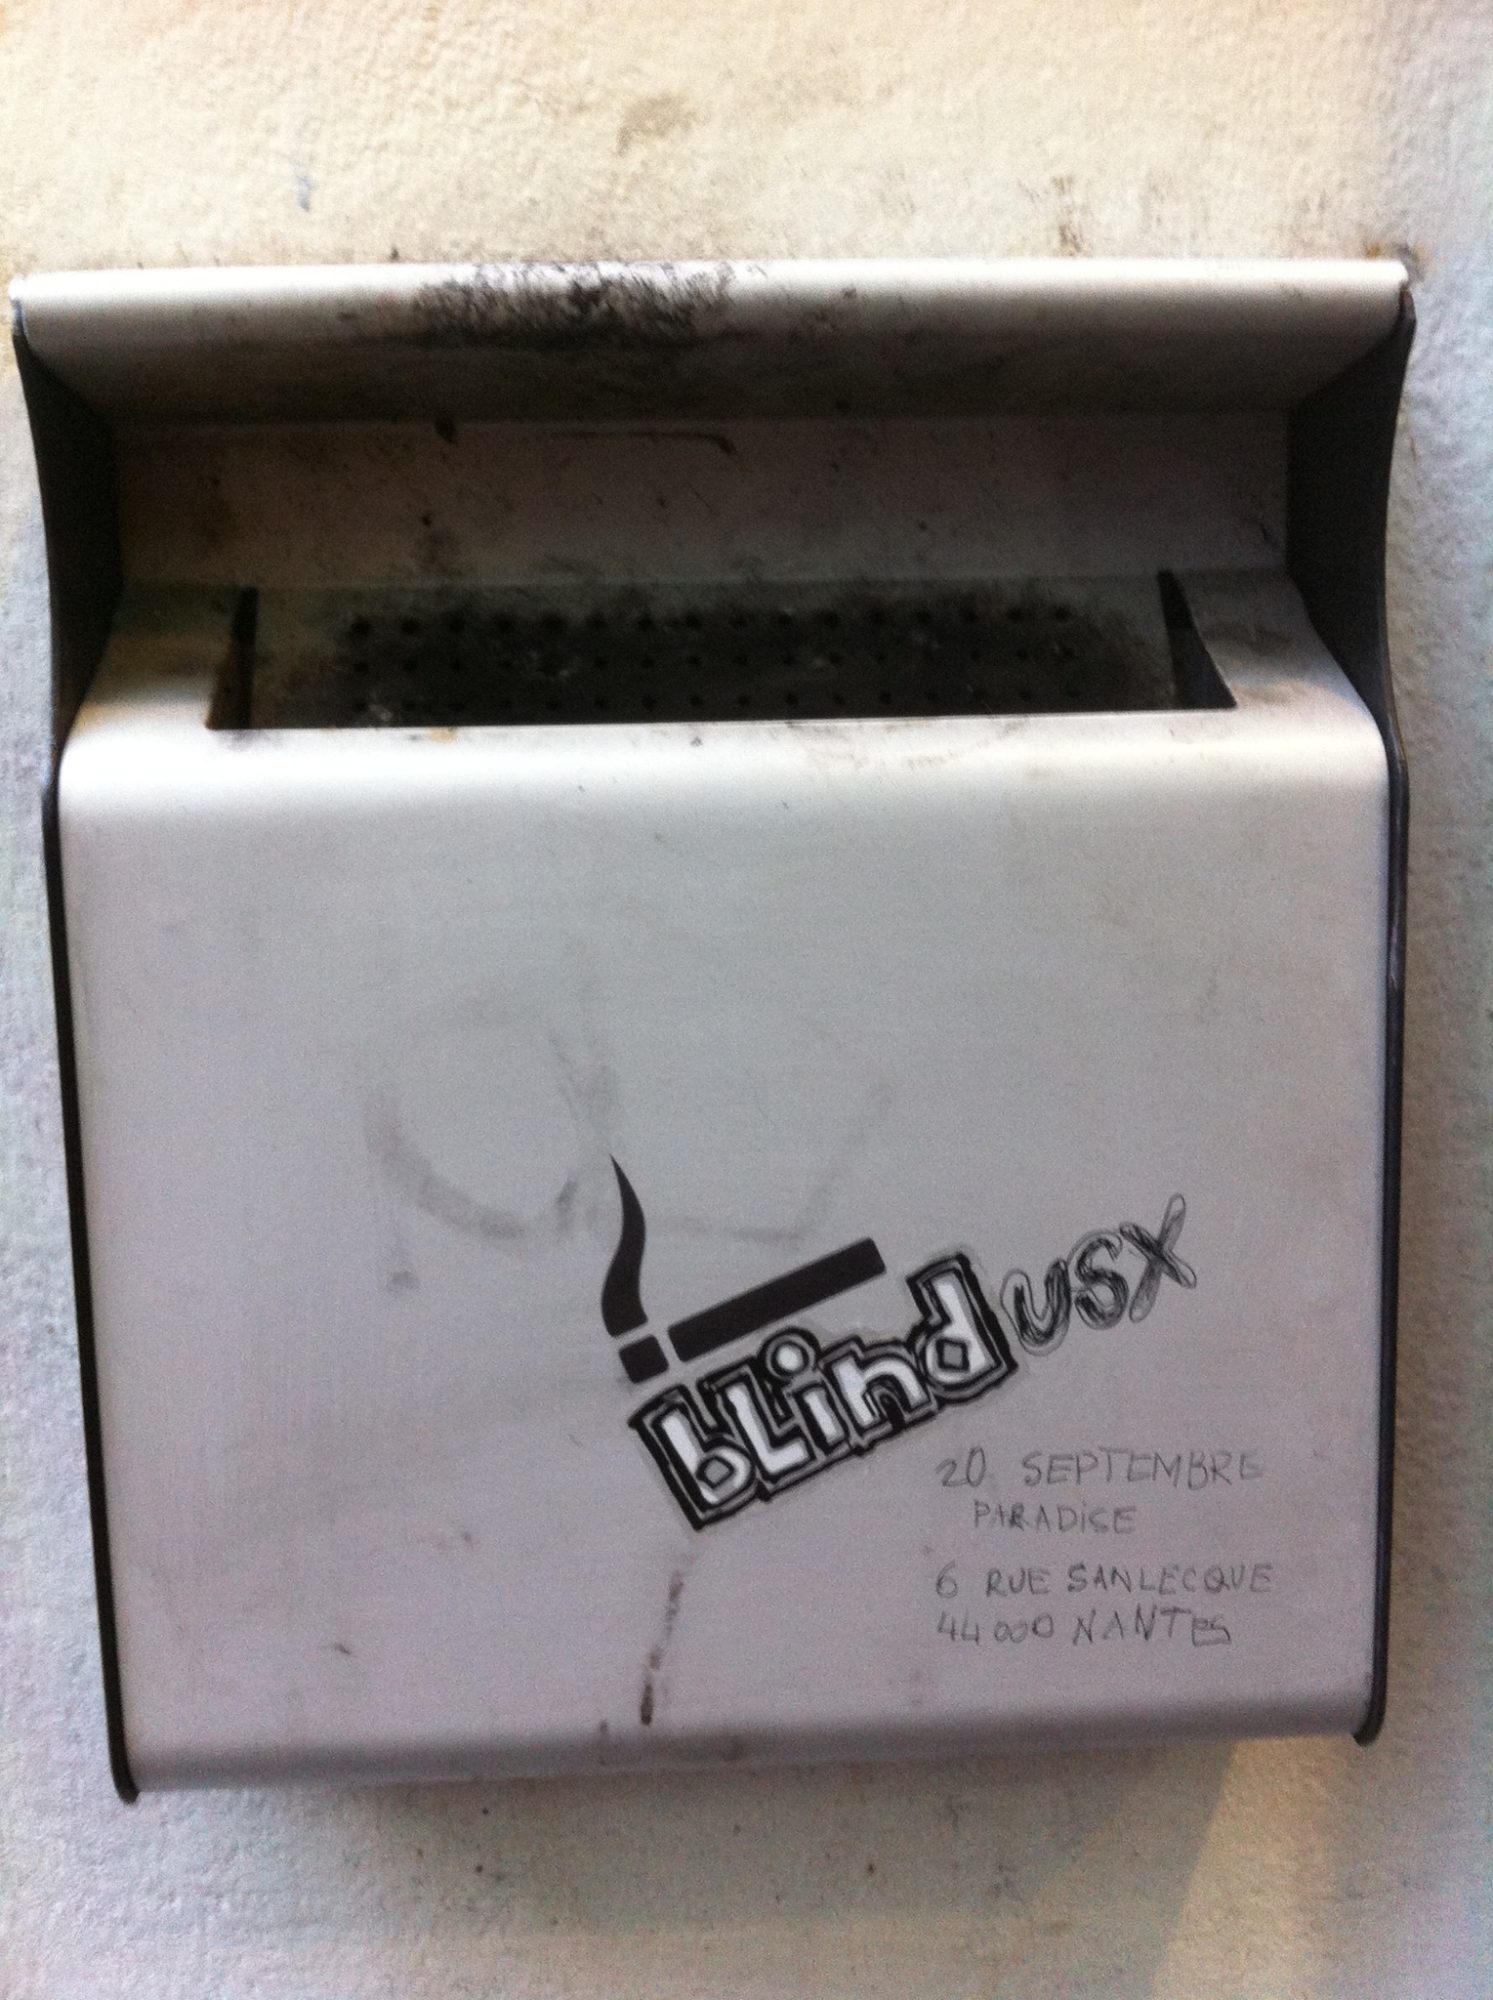 bLind USX
20 SEPTEMBRE
PARADiSE
6 RUE SANLECQUE
44000 NANTES